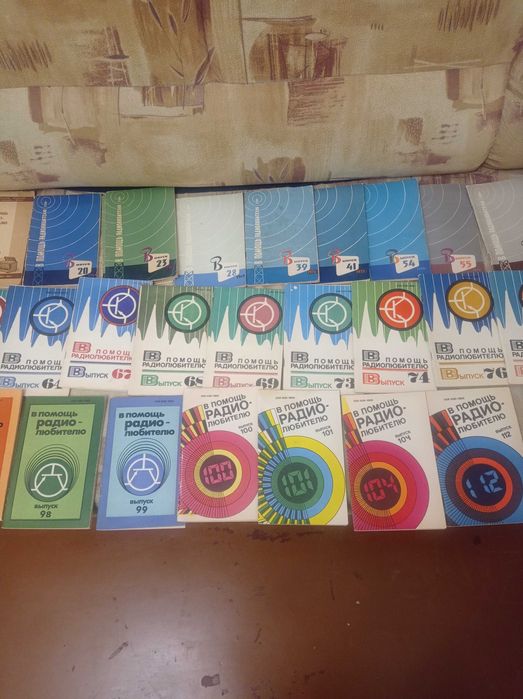 В ПОМОЩЬ РАДИОЛЮБИТЕЛЮ
ВЫПУСК
20
В ПОМОЩЬ РАДИОЛЮБИТЕЛЮ
ВЫПУСК
23
ВЫПУСК
28
В ПОМОЩЬ РАДИОЛЮБИТЕЛЮ
ВЫПУСК
39
ВЫПУСК
41
ВЫПУСК
54
ВЫПУСК
55
В ПОМОЩЬ
РАДИОЛЮБИТЕЛЮ
ВЫПУСК 64
В ПОМОЩЬ
РАДИОЛЮБИТЕЛЮ
ВЫПУСК 67
В ПОМОЩЬ
РАДИОЛЮБИТЕЛЮ
ВЫПУСК 68
В ПОМОЩЬ
РАДИОЛЮБИТЕЛЮ
ВЫПУСК 69
В ПОМОЩЬ
РАДИОЛЮБИТЕЛЮ
ВЫПУСК 73
В ПОМОЩЬ
РАДИОЛЮБИТЕЛЮ
ВЫПУСК 74
В ПОМОЩЬ
РАДИОЛЮБИТЕЛЮ
ВЫПУСК 76
В ПОМОЩЬ
РАДИО-
ЛЮБИТЕЛЮ
ВЫПУСК
98
В ПОМОЩЬ
РАДИО-
ЛЮБИТЕЛЮ
ВЫПУСК
99
В ПОМОЩЬ
РАДИО-
ЛЮБИТЕЛЮ
ВЫПУСК
100
100
В ПОМОЩЬ
РАДИО-
ЛЮБИТЕЛЮ
ВЫПУСК
101
101
В ПОМОЩЬ
РАДИО-
ЛЮБИТЕЛЮ
ВЫПУСК
104
104
В ПОМОЩЬ
РАДИО-
ЛЮБИТЕЛЮ
ВЫПУСК
112
112